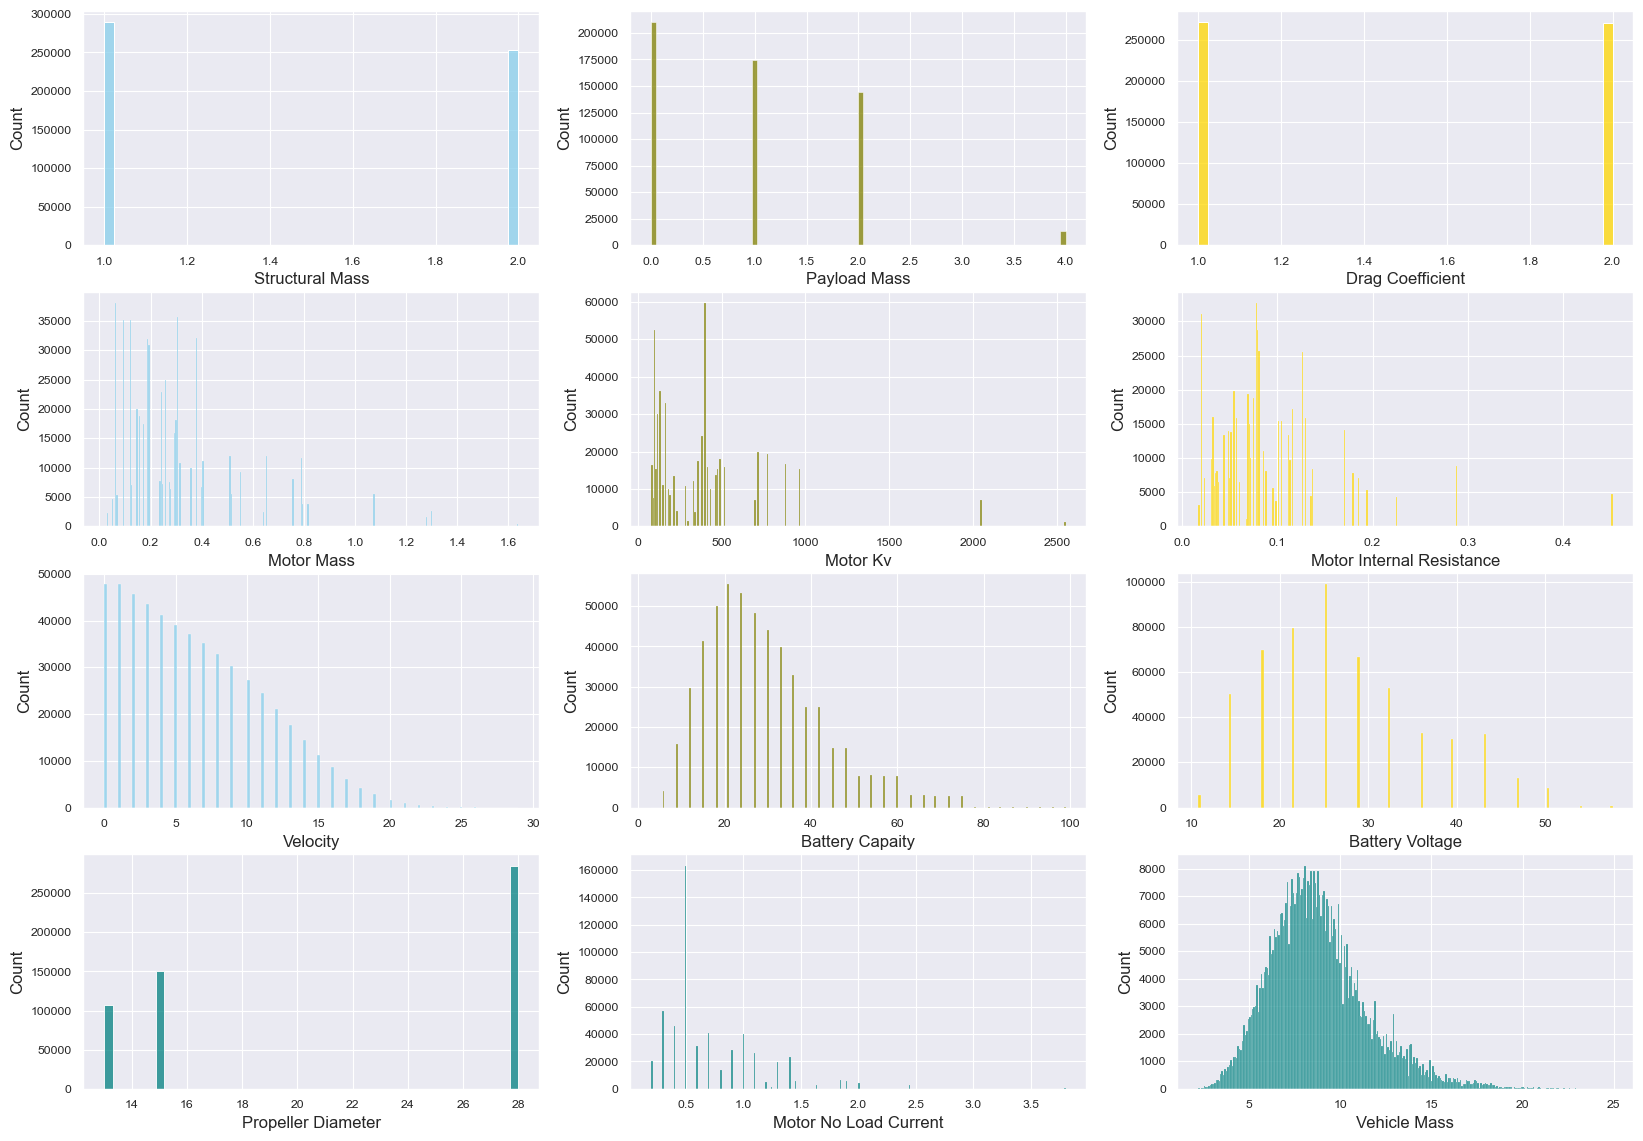 300000
250000
200000
150000
100000
50000
0
Count
1.0 1.2 1.4 1.6 1.8 2.0
Structural Mass
200000
175000
150000
125000
100000
75000
50000
25000
0
Count
0.0 0.5 1.0 1.5 2.0 2.5 3.0 3.5 4.0
Payload Mass
250000
200000
150000
100000
50000
0
Count
1.0 1.2 1.4 1.6 1.8 2.0
Drag Coefficient
35000
30000
25000
20000
15000
10000
5000
0
Count
0.0 0.2 0.4 0.6 0.8 1.0 1.2 1.4 1.6
Motor Mass
60000
50000
40000
30000
20000
10000
0
Count
0 500 1000 1500 2000 2500
Motor Kv
30000
25000
20000
15000
10000
5000
0
Count
0.0 0.1 0.2 0.3 0.4
Motor Internal Resistance
50000
40000
30000
20000
10000
0
Count
0 5 10 15 20 25 30
Velocity
50000
40000
30000
20000
10000
0
Count
0 20 40 60 80 100
Battery Capaity
100000
80000
60000
40000
20000
0
Count
10 20 30 40 50
Battery Voltage
250000
200000
150000
100000
50000
0
Count
14 16 18 20 22 24 26 28
Propeller Diameter
160000
140000
120000
100000
80000
60000
40000
20000
0
Count
0.5 1.0 1.5 2.0 2.5 3.0 3.5
Motor No Load Current
8000
7000
6000
5000
4000
3000
2000
1000
0
Count
5 10 15 20 25
Vehicle Mass